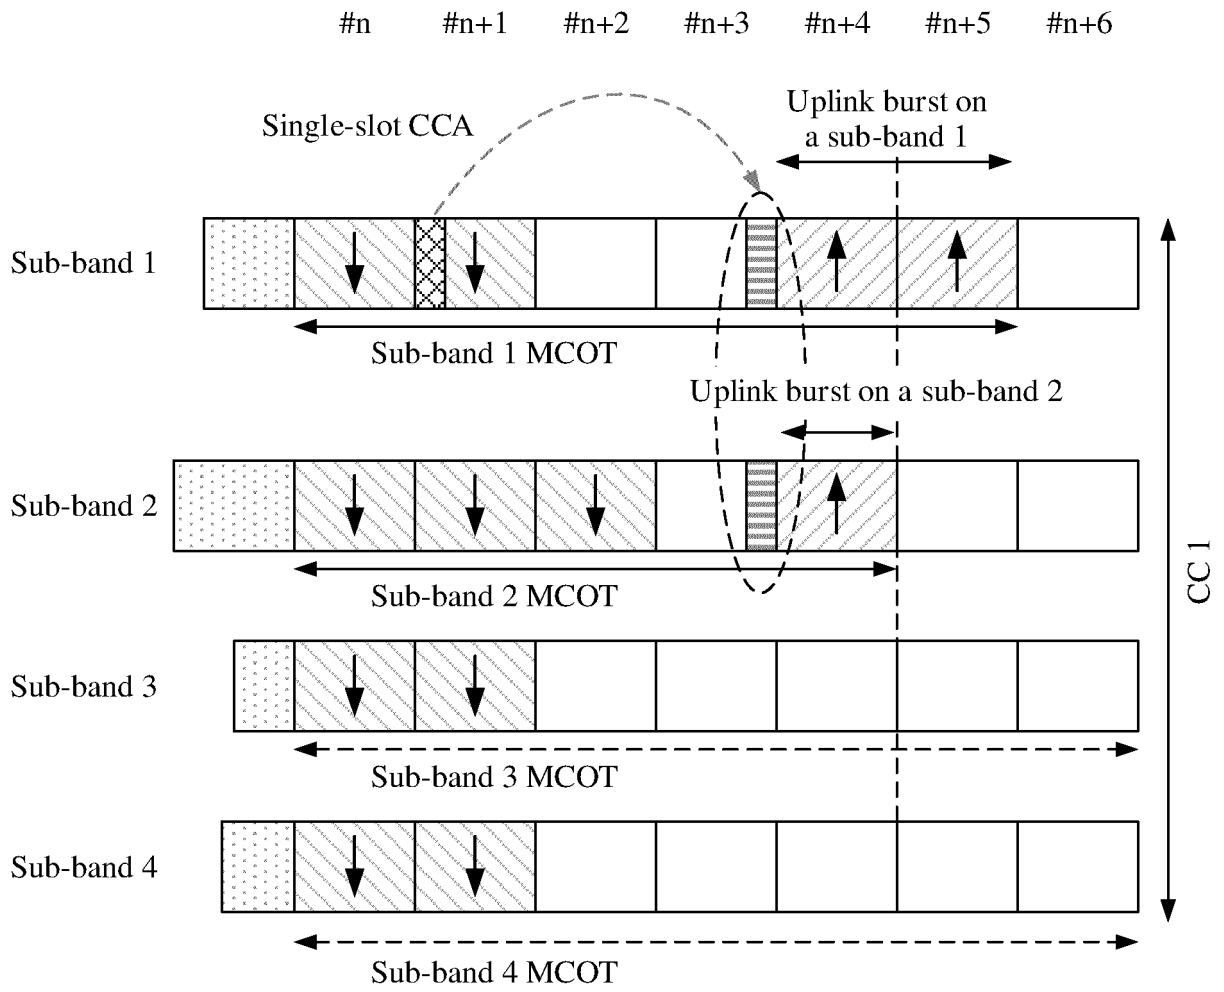 #n #n+1 #n+2 #n+3 #n+4 #n+5 #n+6
Uplink burst on
a sub-band 1
Single-slot CCA
Sub-band 1
Sub-band 1 MCOT
Uplink burst on a sub-band 2
Sub-band 2
Sub-band 2 MCOT
CC 1
Sub-band 3
Sub-band 3 MCOT
Sub-band 4
Sub-band 4 MCOT